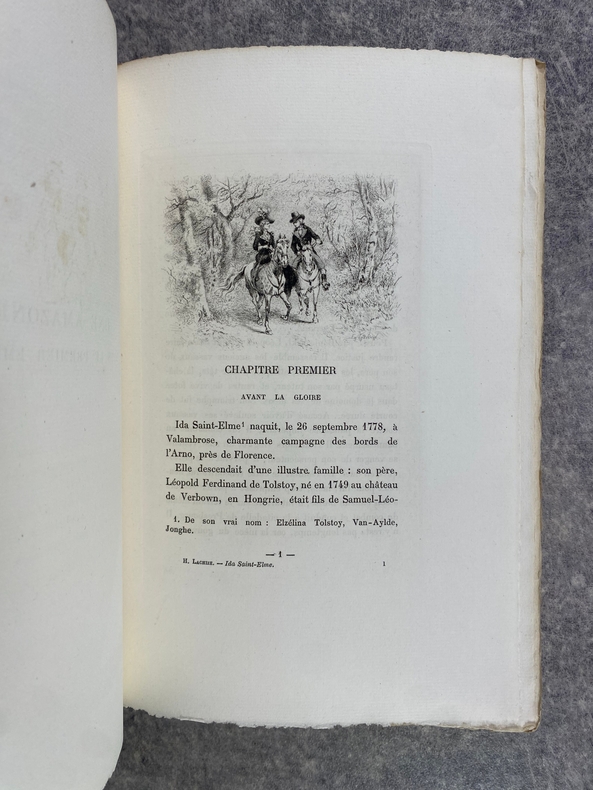 CHAPITRE PREMIER
AVANT LA GLOIRE
Ida Saint-Elme¹ naquit, le 26 septembre 1778, à
Valambrose, charmante campagne des bords de
l'Arno, près de Florence.
Elle descendait d'une illustre famille : son père,
Léopold Ferdinand de Tolstoy, né en 1749 au château
de Verbown, en Hongrie, était fils de Samuel-Léo-
1. De son vrai nom : Elzélina Tolstoy, Van-Aylde,
Jonghe.
— 1 —
H. Lachize. — Ida Saint-Elme. 1